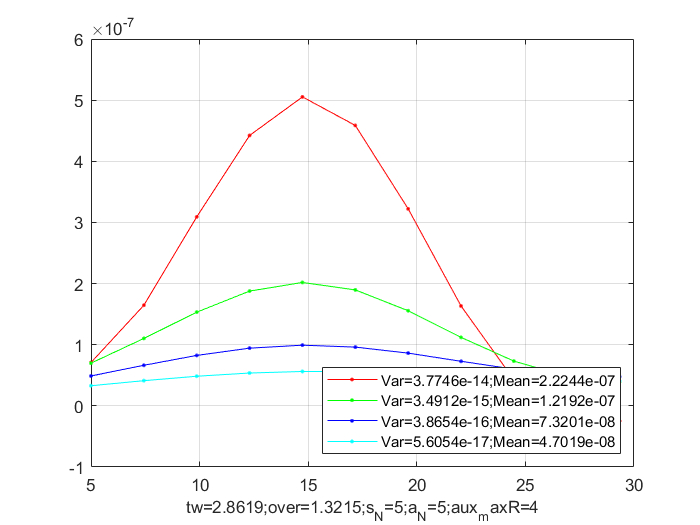 ×10-7
6
5
4
3
2
1
0
-1
5 10 15 20 25 30
Var=3.7746e-14;Mean=2.2244e-07
Var=3.4912e-15;Mean=1.2192e-07
Var=3.8654e-16;Mean=7.3201e-08
Var=5.6054e-17;Mean=4.7019e-08
tw=2.8619;over=1.3215;sN=5;aN=5;auxmaxR=4